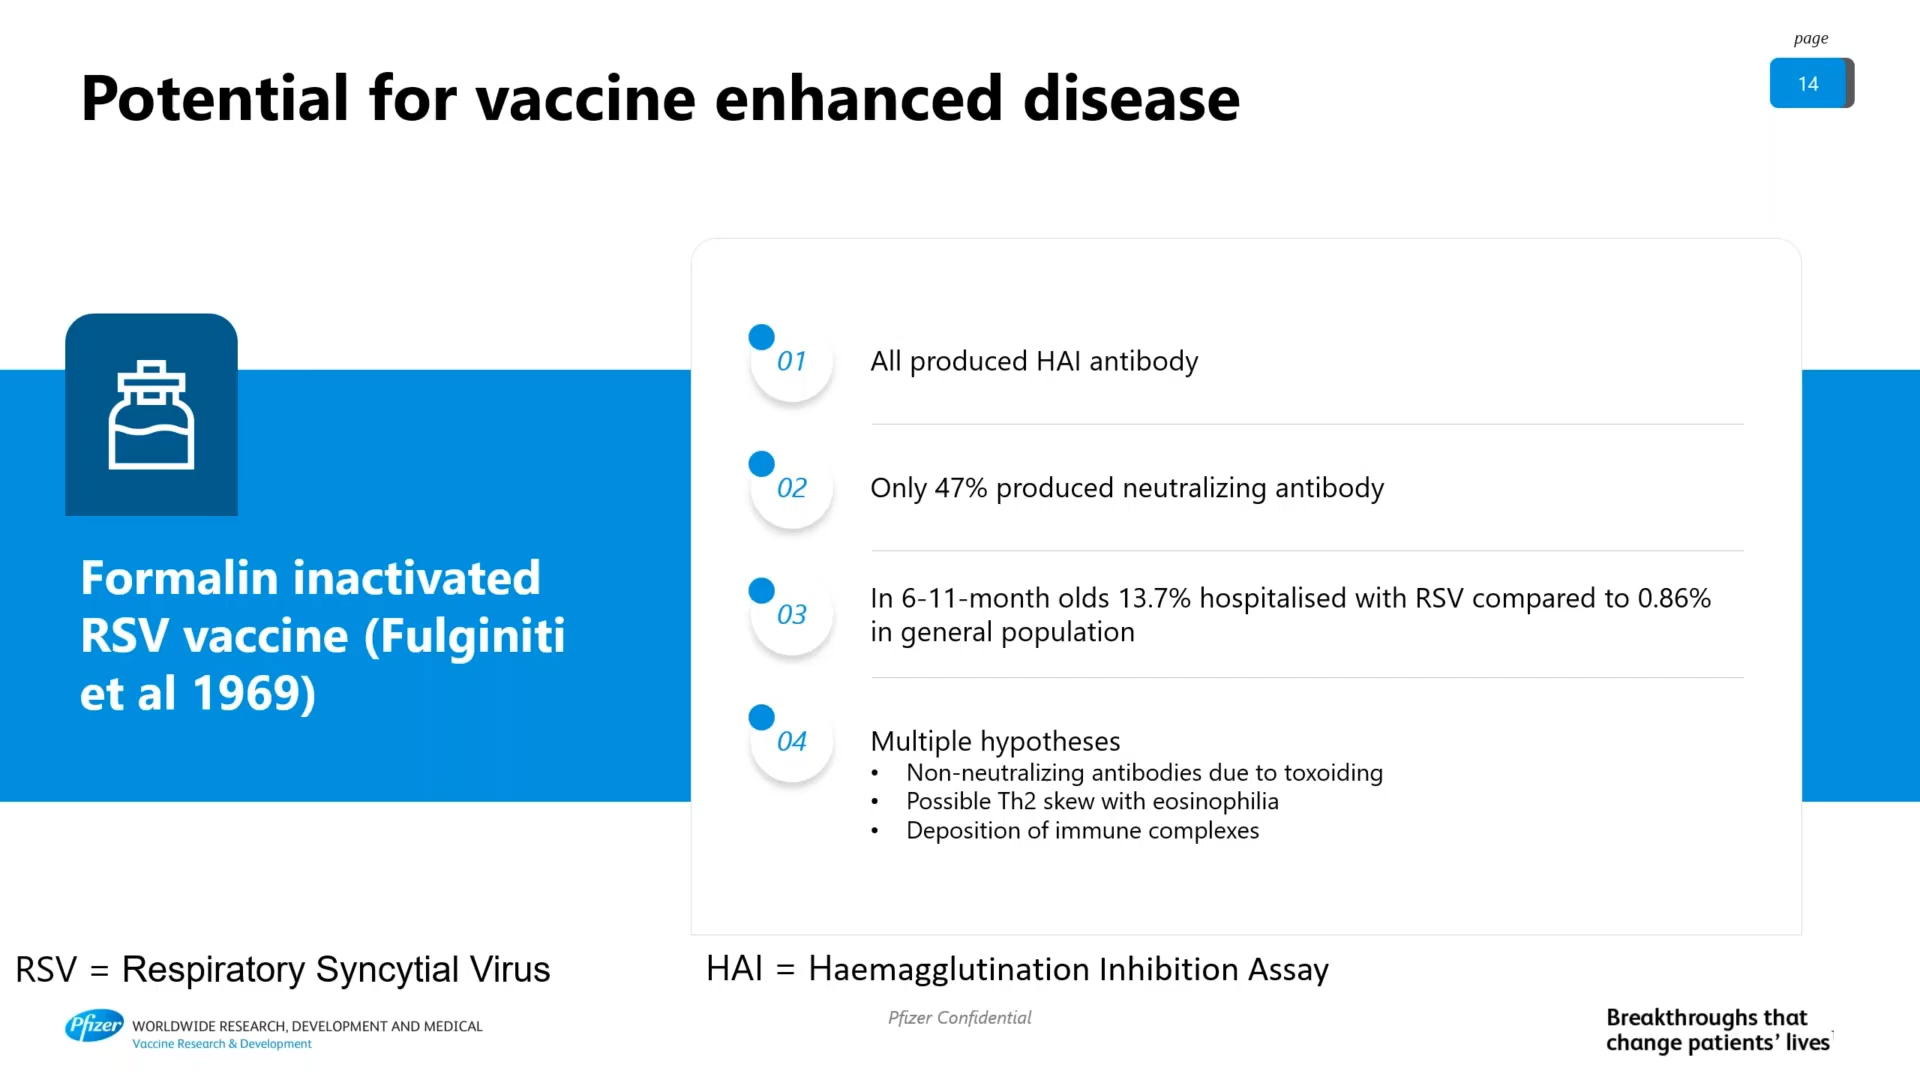 page
14
Potential for vaccine enhanced disease
Formalin inactivated
RSV vaccine (Fulginiti
et al 1969)
01
All produced HAI antibody
02
Only 47% produced neutralizing antibody
03
In 6-11-month olds 13.7% hospitalised with RSV compared to 0.86%
in general population
04
Multiple hypotheses
• Non-neutralizing antibodies due to toxoiding
• Possible Th2 skew with eosinophilia
• Deposition of immune complexes
RSV = Respiratory Syncytial Virus
HAI = Haemagglutination Inhibition Assay
Pfizer
WORLDWIDE RESEARCH, DEVELOPMENT AND MEDICAL
Vaccine Research & Development
Pfizer Confidential
Breakthroughs that
change patients’ lives